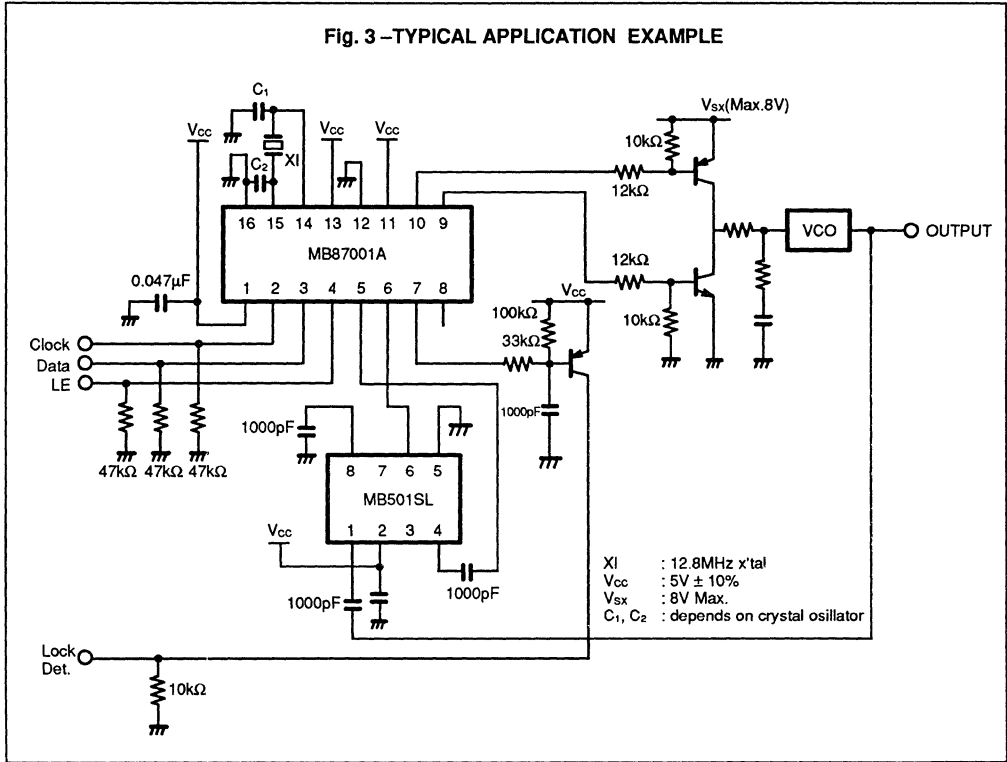 Fig. 3 –TYPICAL APPLICATION EXAMPLE
C₁
Vcc
Vcc
Vcc
XI
C₂
Vsx(Max.8V)
10kΩ
12kΩ
16 15 14 13 12 11 10 9
MB87001A
1 2 3 4 5 6 7 8
VCO
OUTPUT
0.047µF
12kΩ
10kΩ
Vcc
100kΩ
33kΩ
1000pF
Clock
Data
LE
47kΩ 47kΩ 47kΩ
1000pF
8 7 6 5
MB501SL
1 2 3 4
Vcc
1000pF
1000pF
XI : 12.8MHz x'tal
Vcc : 5V ± 10%
Vsx : 8V Max.
C₁, C₂ : depends on crystal osillator
Lock
Det.
10kΩ